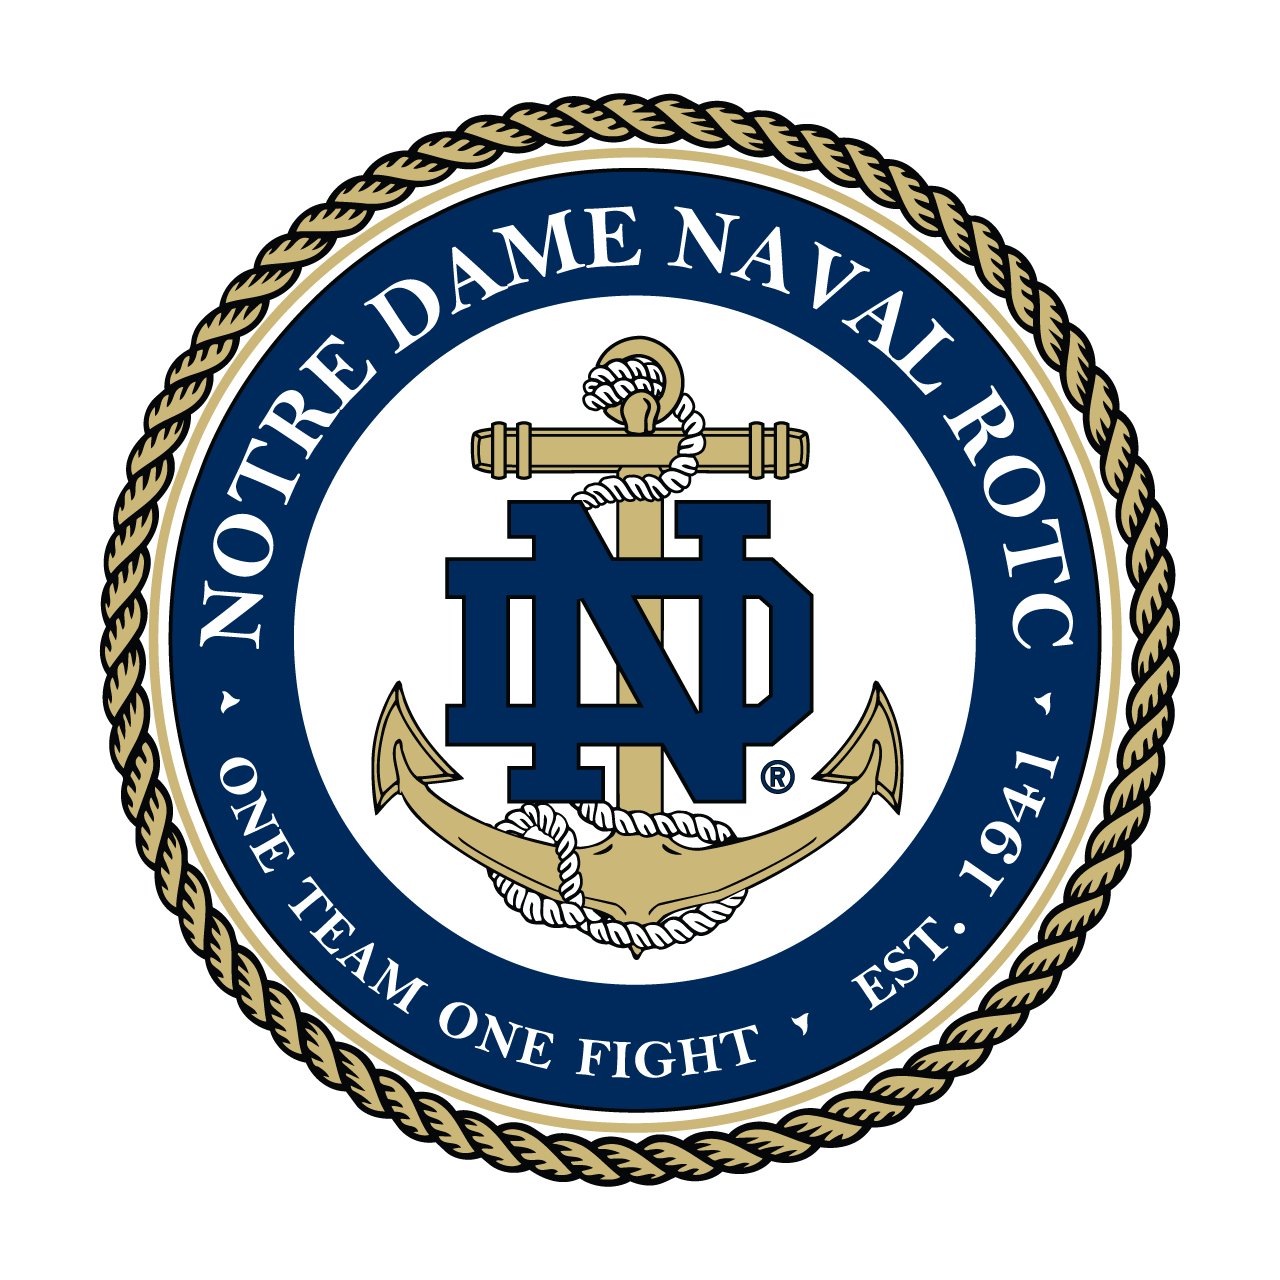 NOTRE DAME NAVAL ROTC
ND
®
ONE TEAM ONE FIGHT
EST. 1941